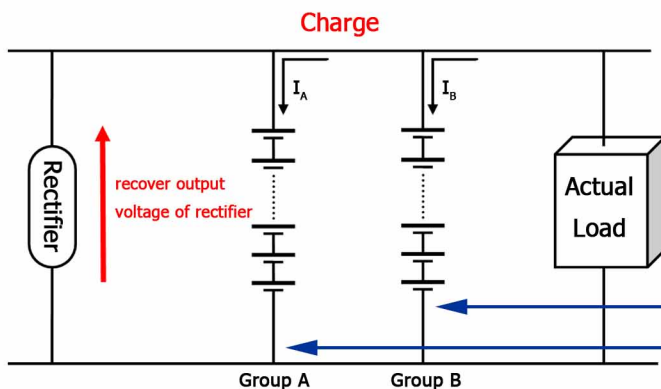 Charge
I_A
I_B
Rectifier
recover output
voltage of rectifier
Actual
Load
Group A
Group B